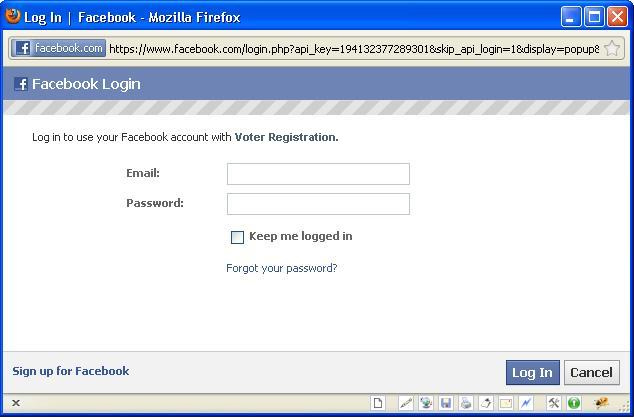 Log In | Facebook - Mozilla Firefox
facebook.com https://www.facebook.com/login.php?api_key=194132377289301&skip_api_login=1&display=popup&
Facebook Login
Log in to use your Facebook account with Voter Registration.
Email:
Password:
Keep me logged in
Forgot your password?
Sign up for Facebook Log In Cancel